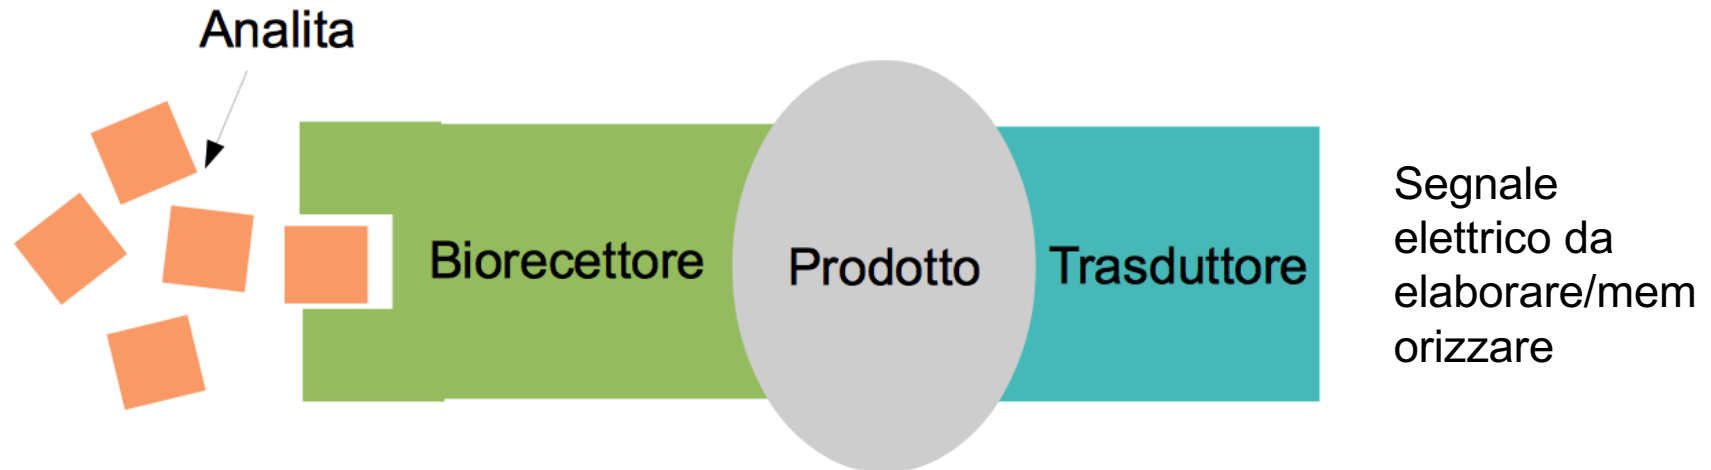 Analita
Biorecettore
Prodotto
Trasduttore
Segnale
elettrico da
elaborare/mem
orizzare